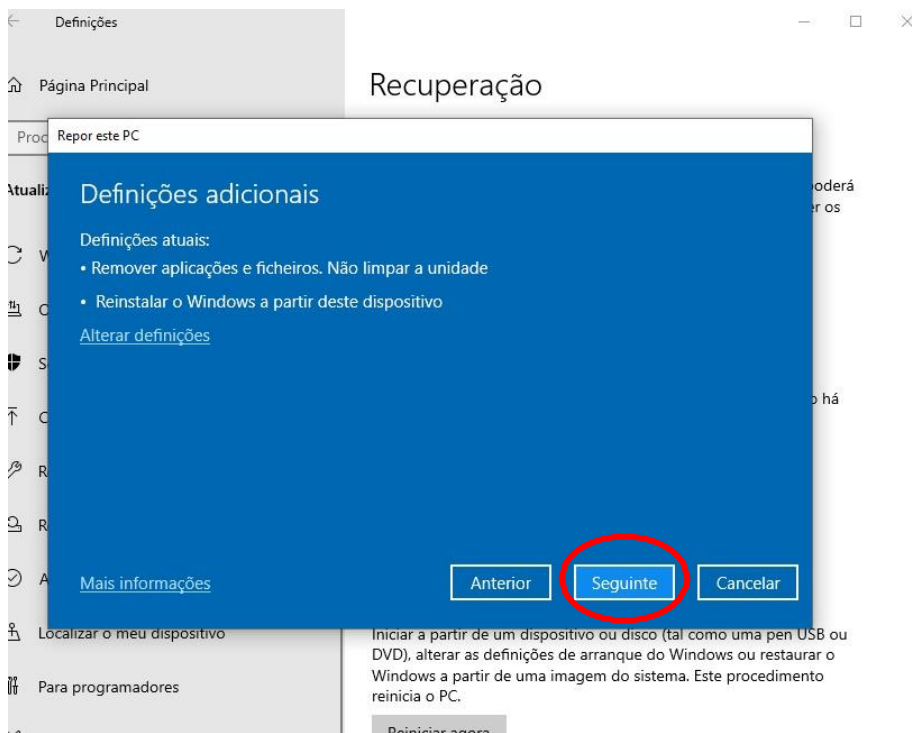 Definições
Página Principal
Recuperação
Repor este PC
Definições adicionais
Definições atuais:
• Remover aplicações e ficheiros. Não limpar a unidade
• Reinstalar o Windows a partir deste dispositivo
Alterar definições
há
Mais informações
Anterior
Seguinte
Cancelar
Localizar o meu dispositivo
Para programadores
Iniciar a partir de um dispositivo ou disco (tal como uma pen USB ou
DVD), alterar as definições de arranque do Windows ou restaurar o
Windows a partir de uma imagem do sistema. Este procedimento
reinicia o PC.
Reiniciar agora